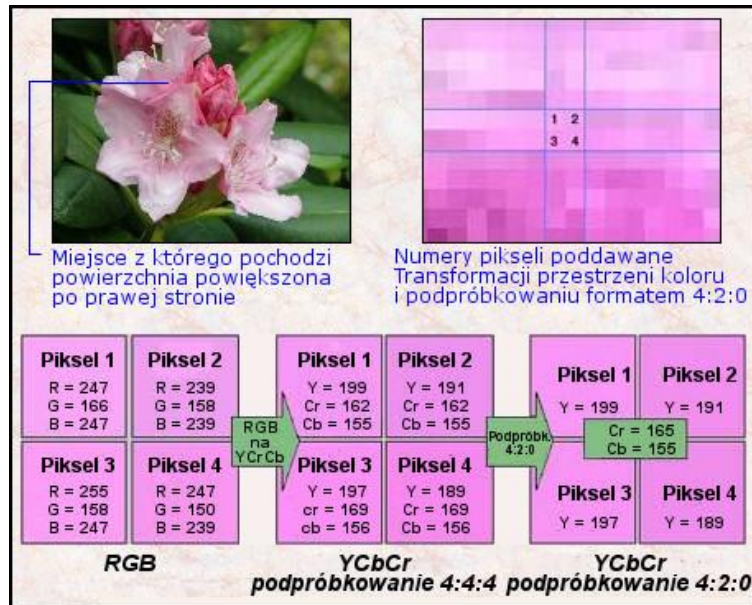 1 2
3 4
Miejsce z którego pochodzi
powierzchnia powiększona
po prawej stronie
Numery pikseli poddawane
Transformacji przestrzeni koloru
i podpróbkowaniu formatem 4:2:0
Piksel 1
R = 247
G = 166
B = 247
Piksel 2
R = 239
G = 158
B = 239
Piksel 3
R = 255
G = 158
B = 247
Piksel 4
R = 247
G = 150
B = 239
RGB
RGB
na
YCrCb
Piksel 1
Y = 199
Cr = 162
Cb = 155
Piksel 2
Y = 191
Cr = 162
Cb = 155
Piksel 3
Y = 197
cr = 169
cb = 156
Piksel 4
Y = 189
Cr = 169
Cb = 156
YCbCr
podpróbkowanie 4:4:4
Podpróbk.
4:2:0
Piksel 1
Y = 199
Piksel 2
Y = 191
Cr = 165
Cb = 155
Piksel 3
Y = 197
Piksel 4
Y = 189
YCbCr
podpróbkowanie 4:2:0